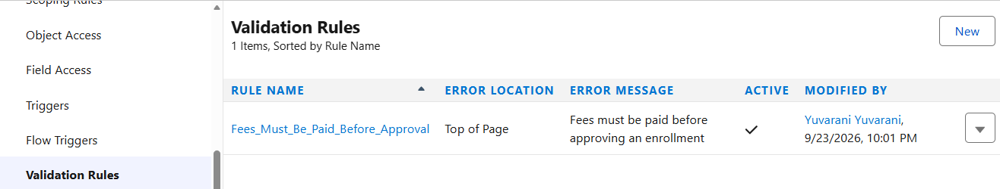 Scoping Rules
Object Access
Field Access
Triggers
Flow Triggers
Validation Rules
Validation Rules
1 Items, Sorted by Rule Name
New
RULE NAME ERROR LOCATION ERROR MESSAGE ACTIVE MODIFIED BY
Fees_Must_Be_Paid_Before_Approval Top of Page Fees must be paid before Yuvarani Yuvarani,
approving an enrollment 9/23/2026, 10:01 PM